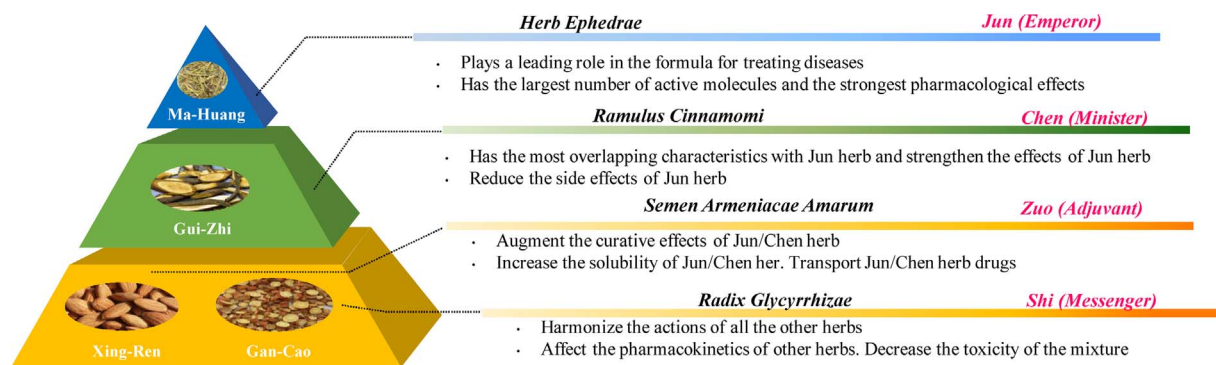 Herb Ephedrae Jun (Emperor)
· Plays a leading role in the formula for treating diseases
· Has the largest number of active molecules and the strongest pharmacological effects
Ma-Huang
Ramulus Cinnamomi Chen (Minister)
· Has the most overlapping characteristics with Jun herb and strengthen the effects of Jun herb
· Reduce the side effects of Jun herb
Gui-Zhi
Semen Armeniacae Amarum Zuo (Adjuvant)
· Augment the curative effects of Jun/Chen herb
· Increase the solubility of Jun/Chen her. Transport Jun/Chen herb drugs
Radix Glycyrrhizae Shi (Messenger)
· Harmonize the actions of all the other herbs
· Affect the pharmacokinetics of other herbs. Decrease the toxicity of the mixture
Xing-Ren Gan-Cao